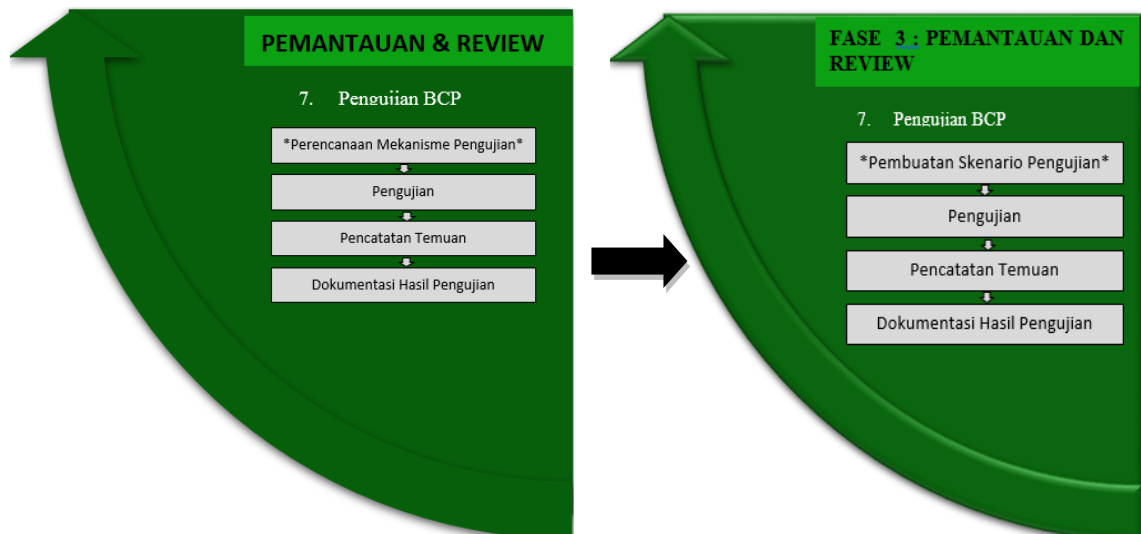 PEMANTAUAN & REVIEW
7. Pengujian BCP
*Perencanaan Mekanisme Pengujian*
Pengujian
Pencatatan Temuan
Dokumentasi Hasil Pengujian
FASE 3 : PEMANTAUAN DAN
REVIEW
7. Pengujian BCP
*Pembuatan Skenario Pengujian*
Pengujian
Pencatatan Temuan
Dokumentasi Hasil Pengujian